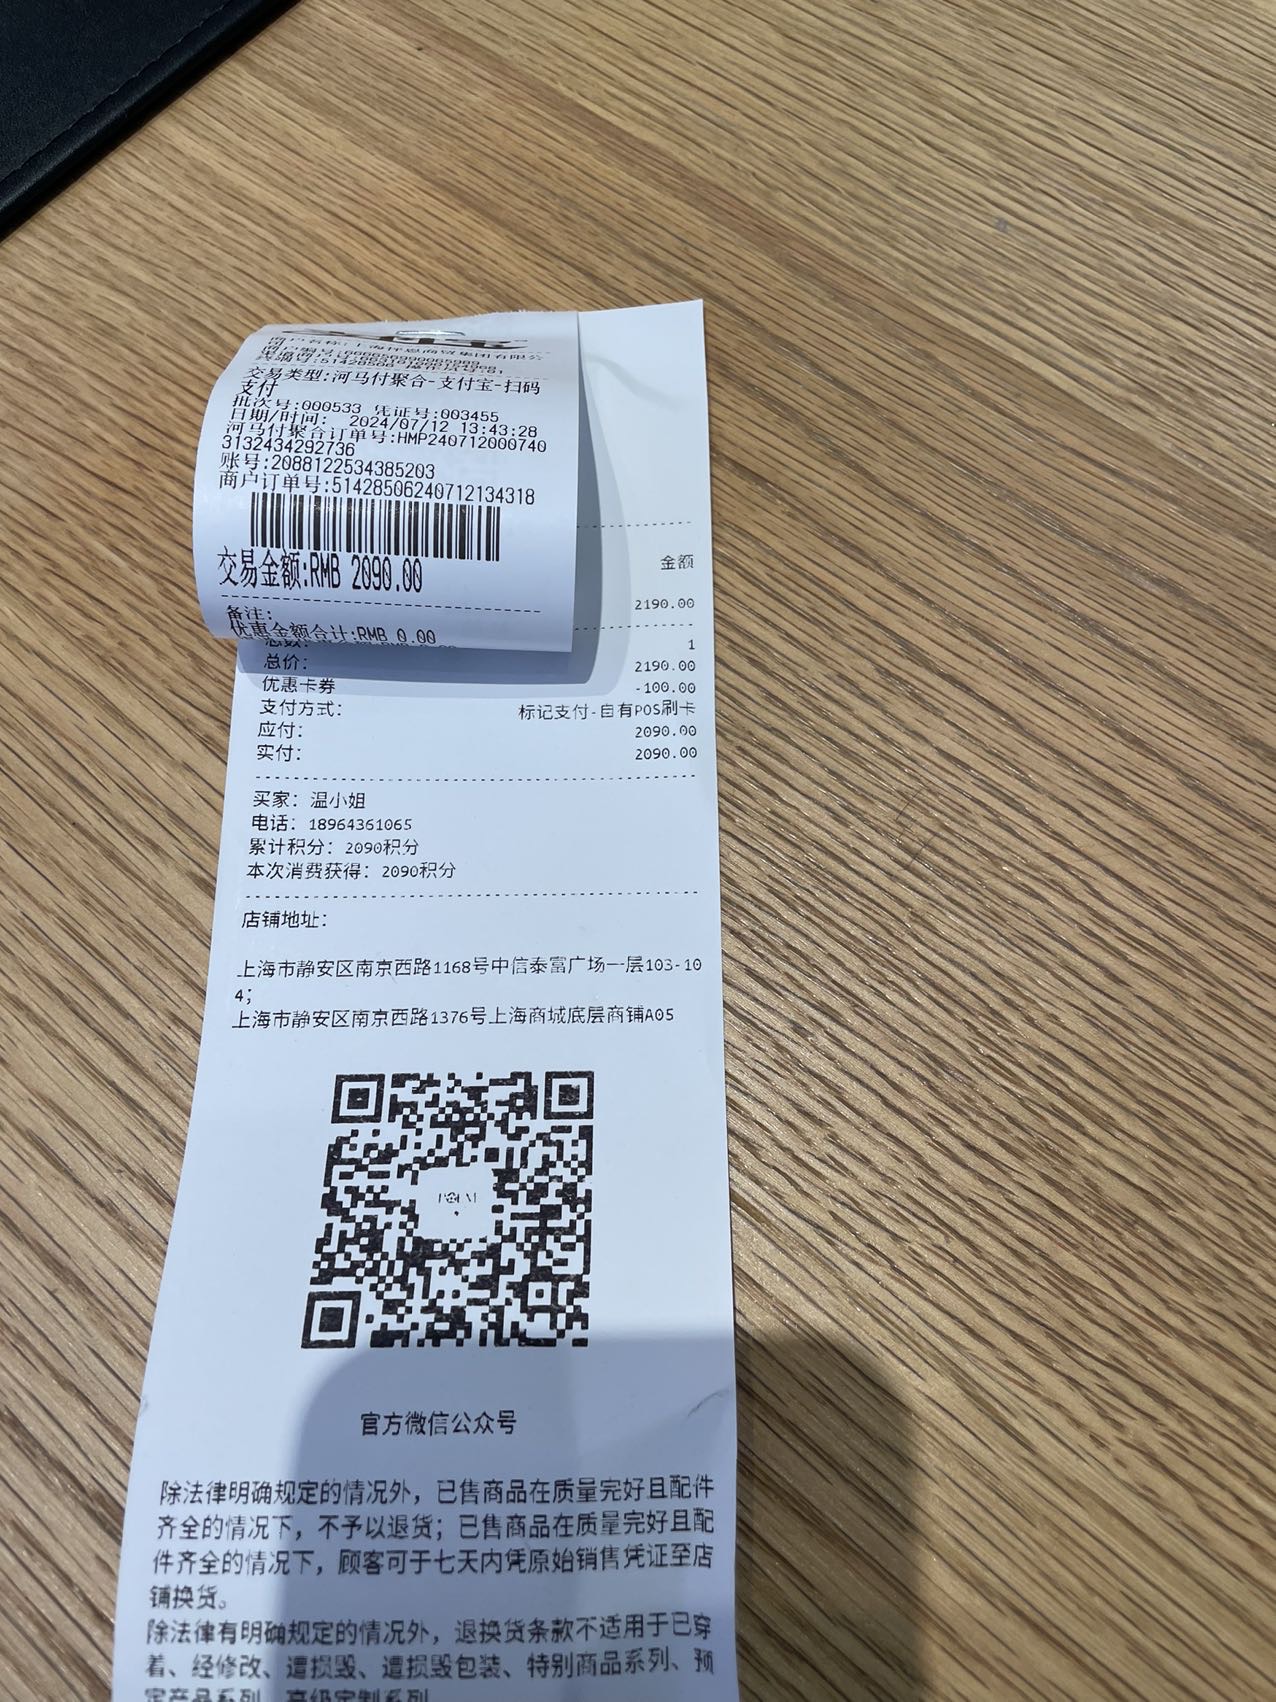 交易类型:河马付聚合-支付宝-扫码
支付
批次号:000533 凭证号:003455
日期/时间: 2024/07/12 13:43:28
河马付聚合订单号:HMP240712000740
3132434292736
账号:2088122534385203
商户订单号:51428506240712134318
交易金额:RMB 2090.00
备注:
优惠金额合计:RMB 0.00
金额
2190.00
总数: 1
总价: 2190.00
优惠卡券 -100.00
支付方式: 标记支付-自有POS刷卡
应付: 2090.00
实付: 2090.00
买家: 温小姐
电话: 18964361065
累计积分: 2090积分
本次消费获得: 2090积分
店铺地址:
上海市静安区南京西路1168号中信泰富广场一层103-10
4;
上海市静安区南京西路1376号上海商城底层商铺A05
官方微信公众号
除法律明确规定的情况外，已售商品在质量完好且配件
齐全的情况下，不予以退货；已售商品在质量完好且配
件齐全的情况下，顾客可于七天内凭原始销售凭证至店
铺换货。
除法律有明确规定的情况外，退换货条款不适用于已穿
着、经修改、遭损毁、遭损毁包装、特别商品系列、预
定产品系列、高级定制系列